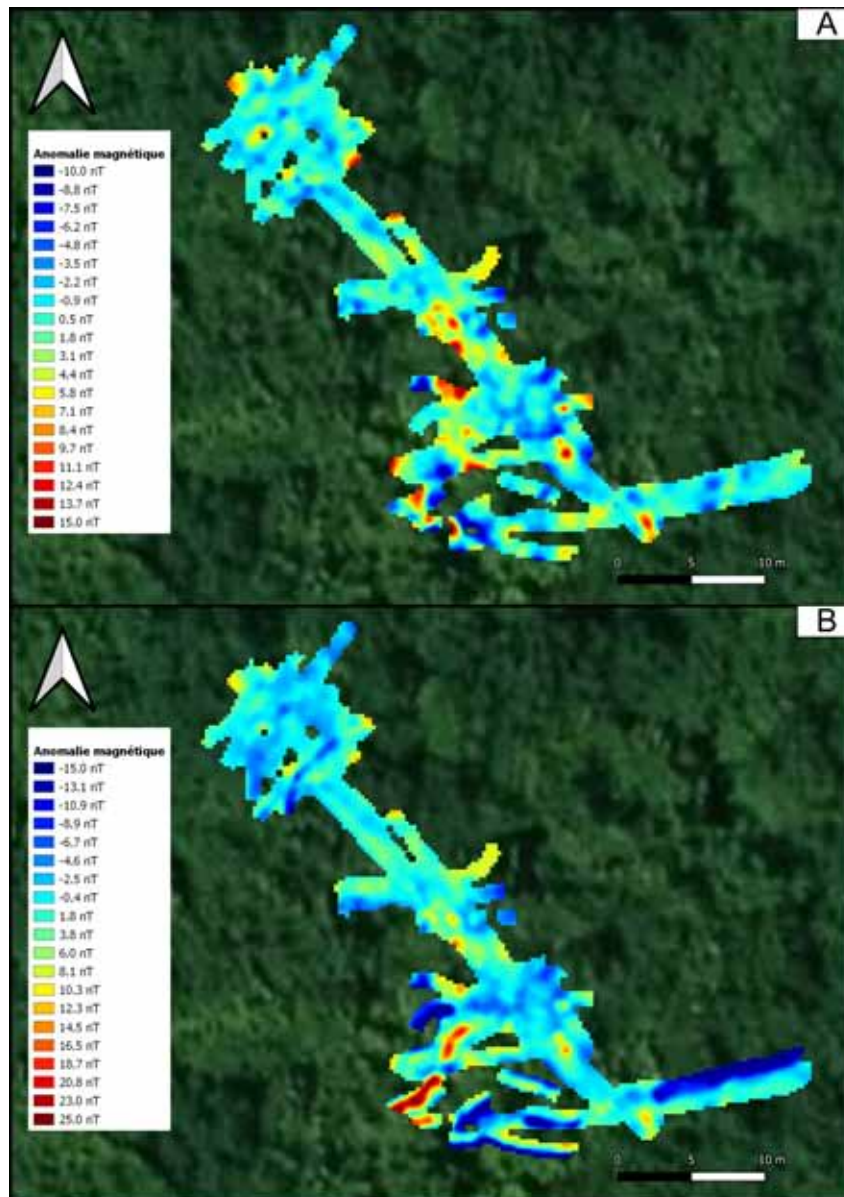 A
Anomalie magnétique
-10.0 nT
-8.8 nT
-7.5 nT
-6.2 nT
-4.8 nT
-3.5 nT
-2.2 nT
-0.9 nT
0.5 nT
1.8 nT
3.1 nT
4.4 nT
5.8 nT
7.1 nT
8.4 nT
9.7 nT
11.1 nT
12.4 nT
13.7 nT
15.0 nT
0 5 10 m
B
Anomalie magnétique
-15.0 nT
-13.1 nT
-10.9 nT
-8.9 nT
-6.7 nT
-4.6 nT
-2.5 nT
-0.4 nT
1.8 nT
3.8 nT
6.0 nT
8.1 nT
10.3 nT
12.3 nT
14.5 nT
16.5 nT
18.7 nT
20.8 nT
23.0 nT
25.0 nT
0 5 10 m